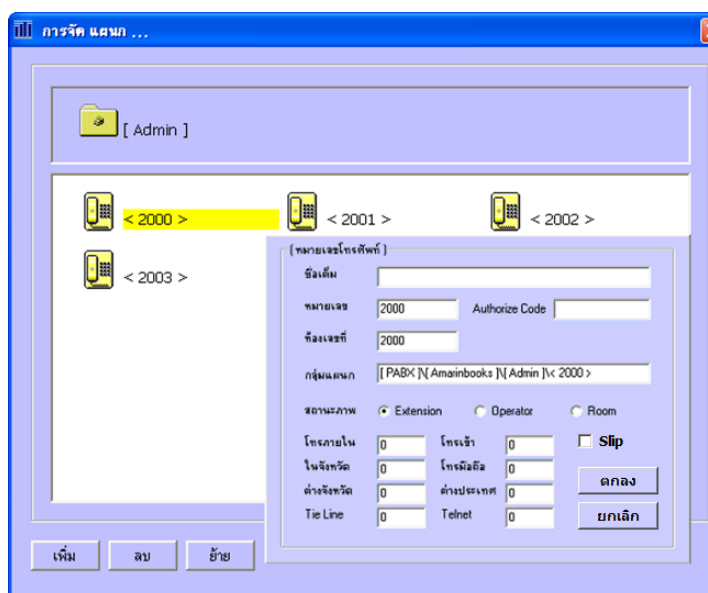 การจัด แผนก ...
[ Admin ]
< 2000 > < 2001 > < 2002 >
< 2003 >
[หมายเลขโทรศัพท์ ]
ชื่อเต็ม
หมายเลข 2000 Authorize Code
ห้องเลขที่ 2000
กลุ่มแผนก [ PABX ]\[ Amarinbooks ]\[ Admin ]\< 2000 >
สถานะภาพ Extension Operator Room
โทรภายใน 0 โทรเข้า 0 Slip
ในจังหวัด 0 โทรมือถือ 0
ต่างจังหวัด 0 ต่างประเทศ 0 ตกลง
Tie Line 0 Telnet 0 ยกเลิก
เพิ่ม ลบ ย้าย